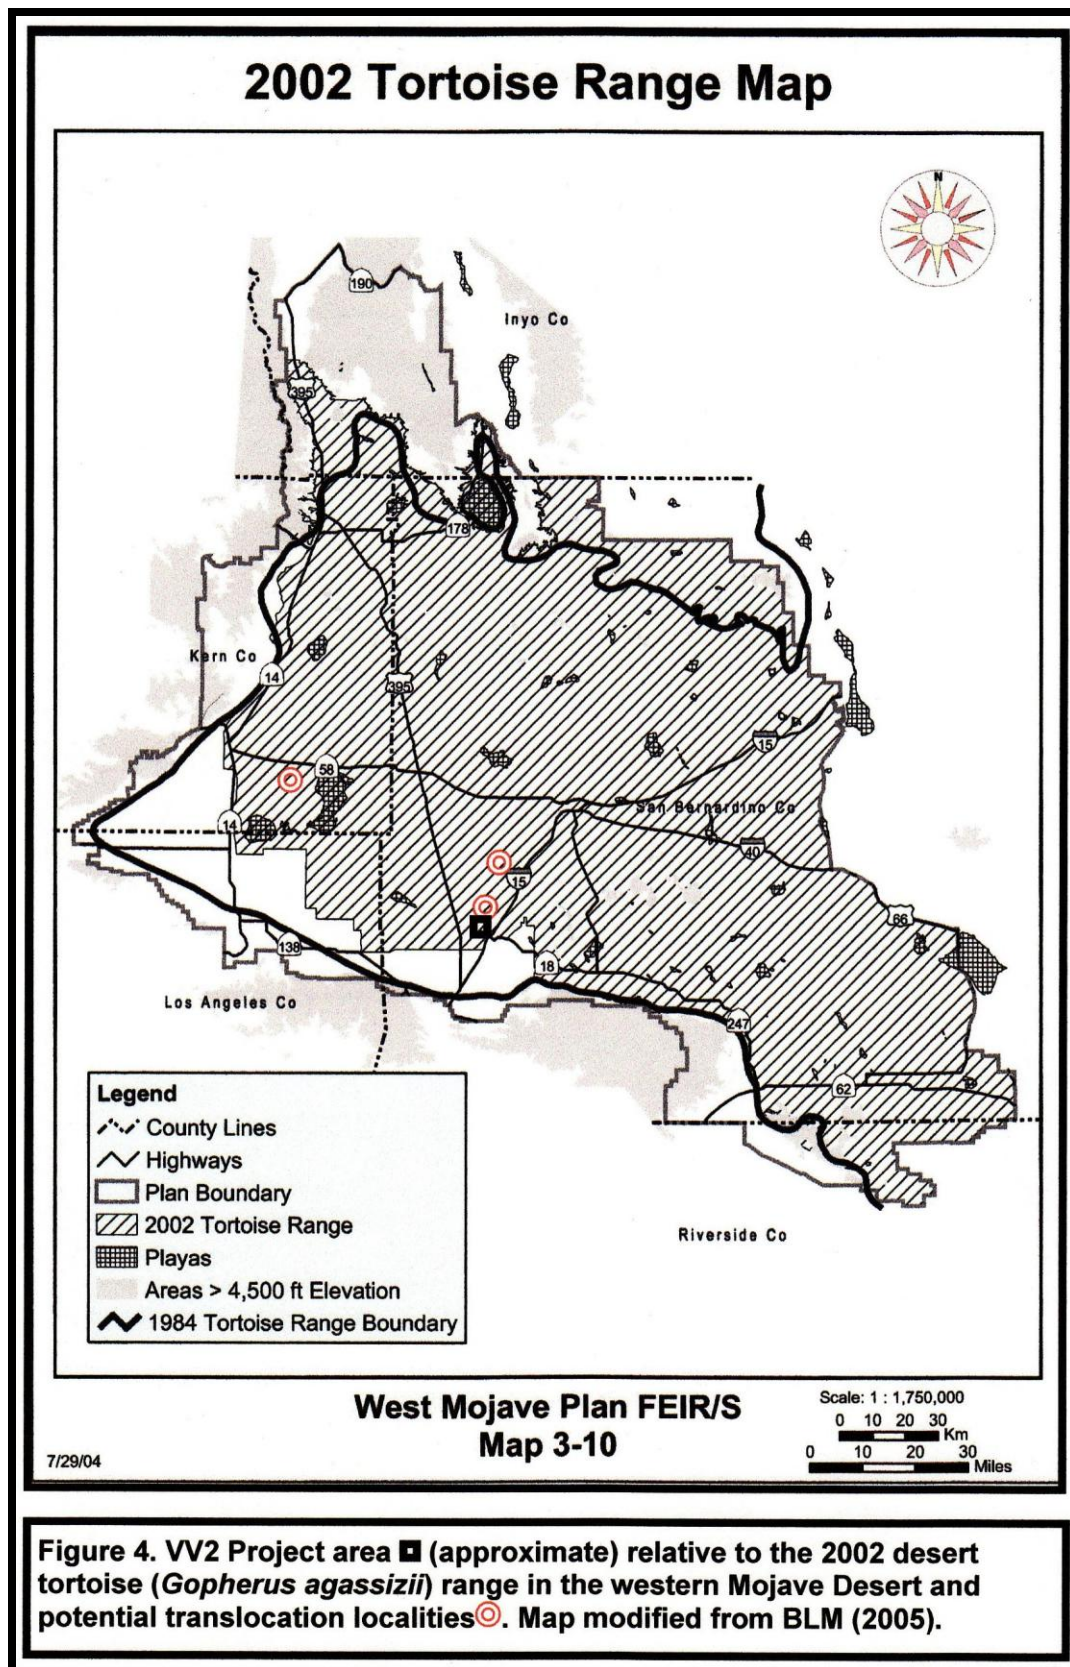 2002 Tortoise Range Map
N
190
Inyo Co
395
178
Kern Co
14
395
15
58
San Bernardino Co
14
40
15
66
138
18
Los Angeles Co
247
62
Riverside Co
Legend
County Lines
Highways
Plan Boundary
2002 Tortoise Range
Playas
Areas > 4,500 ft Elevation
1984 Tortoise Range Boundary
West Mojave Plan FEIR/S
Map 3-10
7/29/04
Scale: 1 : 1,750,000
0 10 20 30
Km
0 10 20 30
Miles
Figure 4. VV2 Project area (approximate) relative to the 2002 desert
tortoise (Gopherus agassizii) range in the western Mojave Desert and
potential translocation localities. Map modified from BLM (2005).